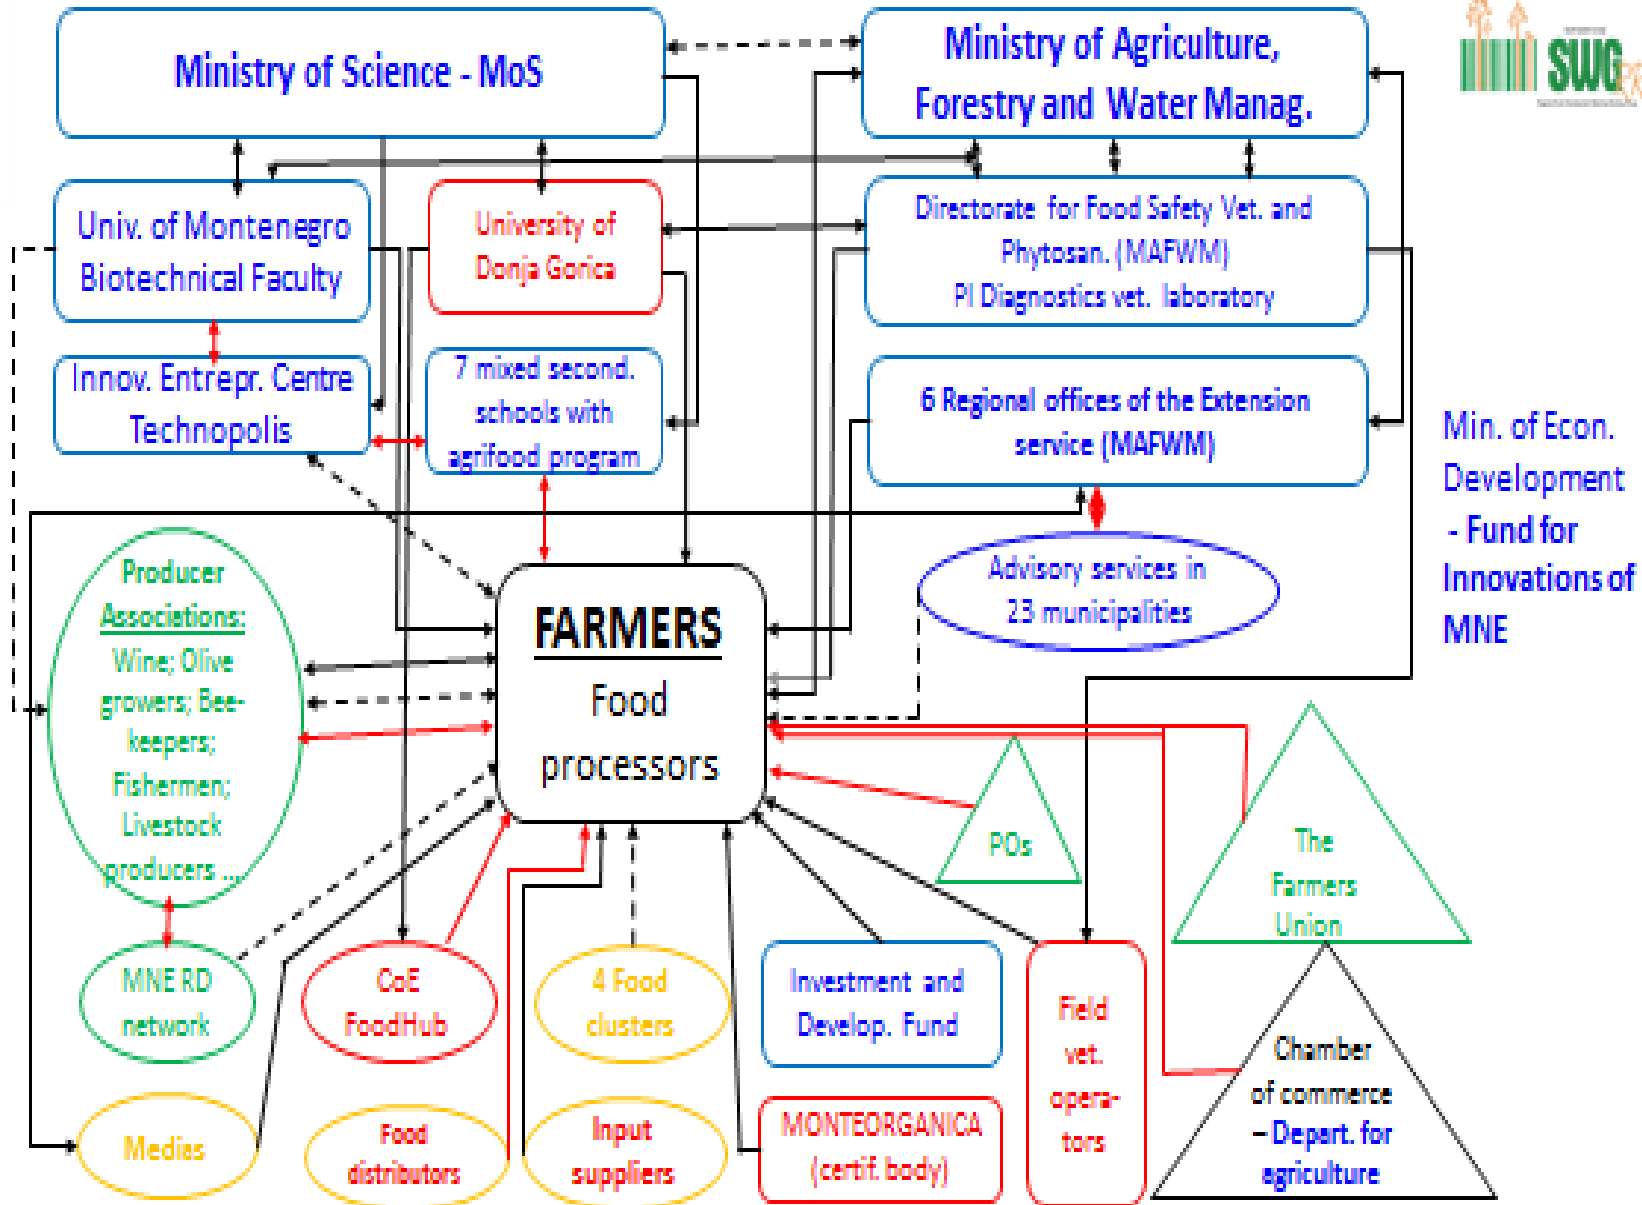 Ministry of Science - MoS
Ministry of Agriculture,
Forestry and Water Manag.
SWG
Univ. of Montenegro
Biotechnical Faculty
University of
Donja Gorica
Directorate for Food Safety Vet. and
Phytosan. (MAFWM)
PI Diagnostics vet. laboratory
Innov. Entrepr. Centre
Technopolis
7 mixed second.
schools with
agrifood program
6 Regional offices of the Extension
service (MAFWM)
Min. of Econ.
Development
- Fund for
Innovations of
MNE
Advisory services in
23 municipalities
Producer
Associations:
Wine; Olive
growers; Bee-
keepers;
Fishermen;
Livestock
producers ...
FARMERS
Food
processors
POs
The
Farmers
Union
MNE RD
network
CoE
FoodHub
4 Food
clusters
Investment and
Develop. Fund
Field
vet.
opera-
tors
Chamber
of commerce
– Depart. for
agriculture
Medias
Food
distributors
Input
suppliers
MONTEORGANICA
(certif. body)